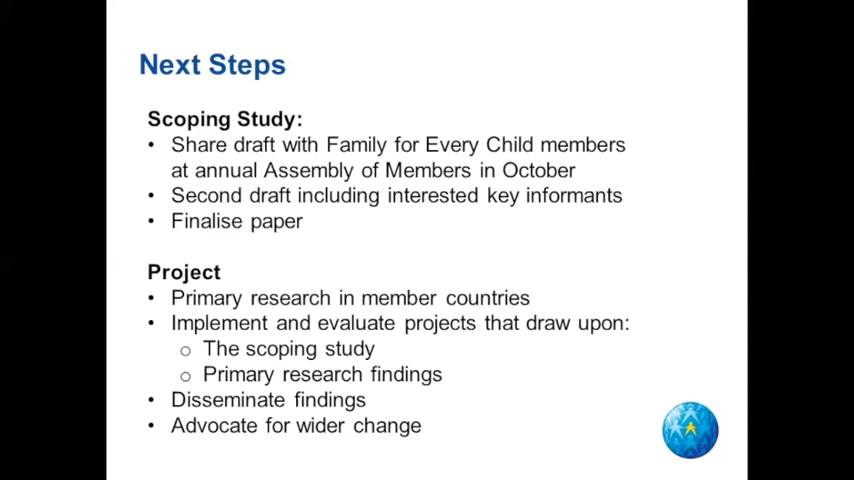 Next Steps
Scoping Study:
• Share draft with Family for Every Child members
at annual Assembly of Members in October
• Second draft including interested key informants
• Finalise paper
Project
• Primary research in member countries
• Implement and evaluate projects that draw upon:
o The scoping study
o Primary research findings
• Disseminate findings
• Advocate for wider change